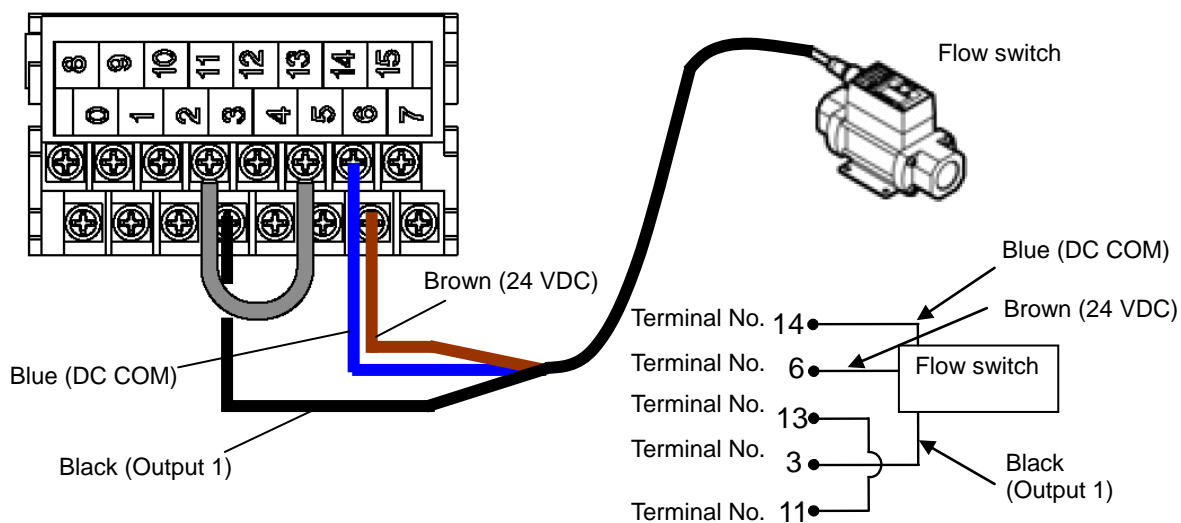 8 9 10 11 12 13 14 15
0 1 2 3 4 5 6 7
Flow switch
Brown (24 VDC)
Blue (DC COM)
Black (Output 1)
Blue (DC COM)
Brown (24 VDC)
Terminal No. 14
Terminal No. 6
Flow switch
Terminal No. 13
Terminal No. 3
Black
(Output 1)
Terminal No. 11